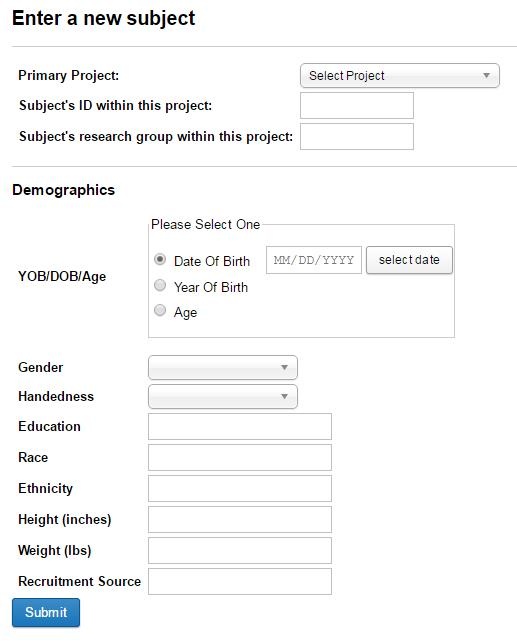 Enter a new subject
Primary Project: Select Project
Subject's ID within this project:
Subject's research group within this project:
Demographics
Please Select One
YOB/DOB/Age
Date Of Birth MM/DD/YYYY select date
Year Of Birth
Age
Gender
Handedness
Education
Race
Ethnicity
Height (inches)
Weight (lbs)
Recruitment Source
Submit